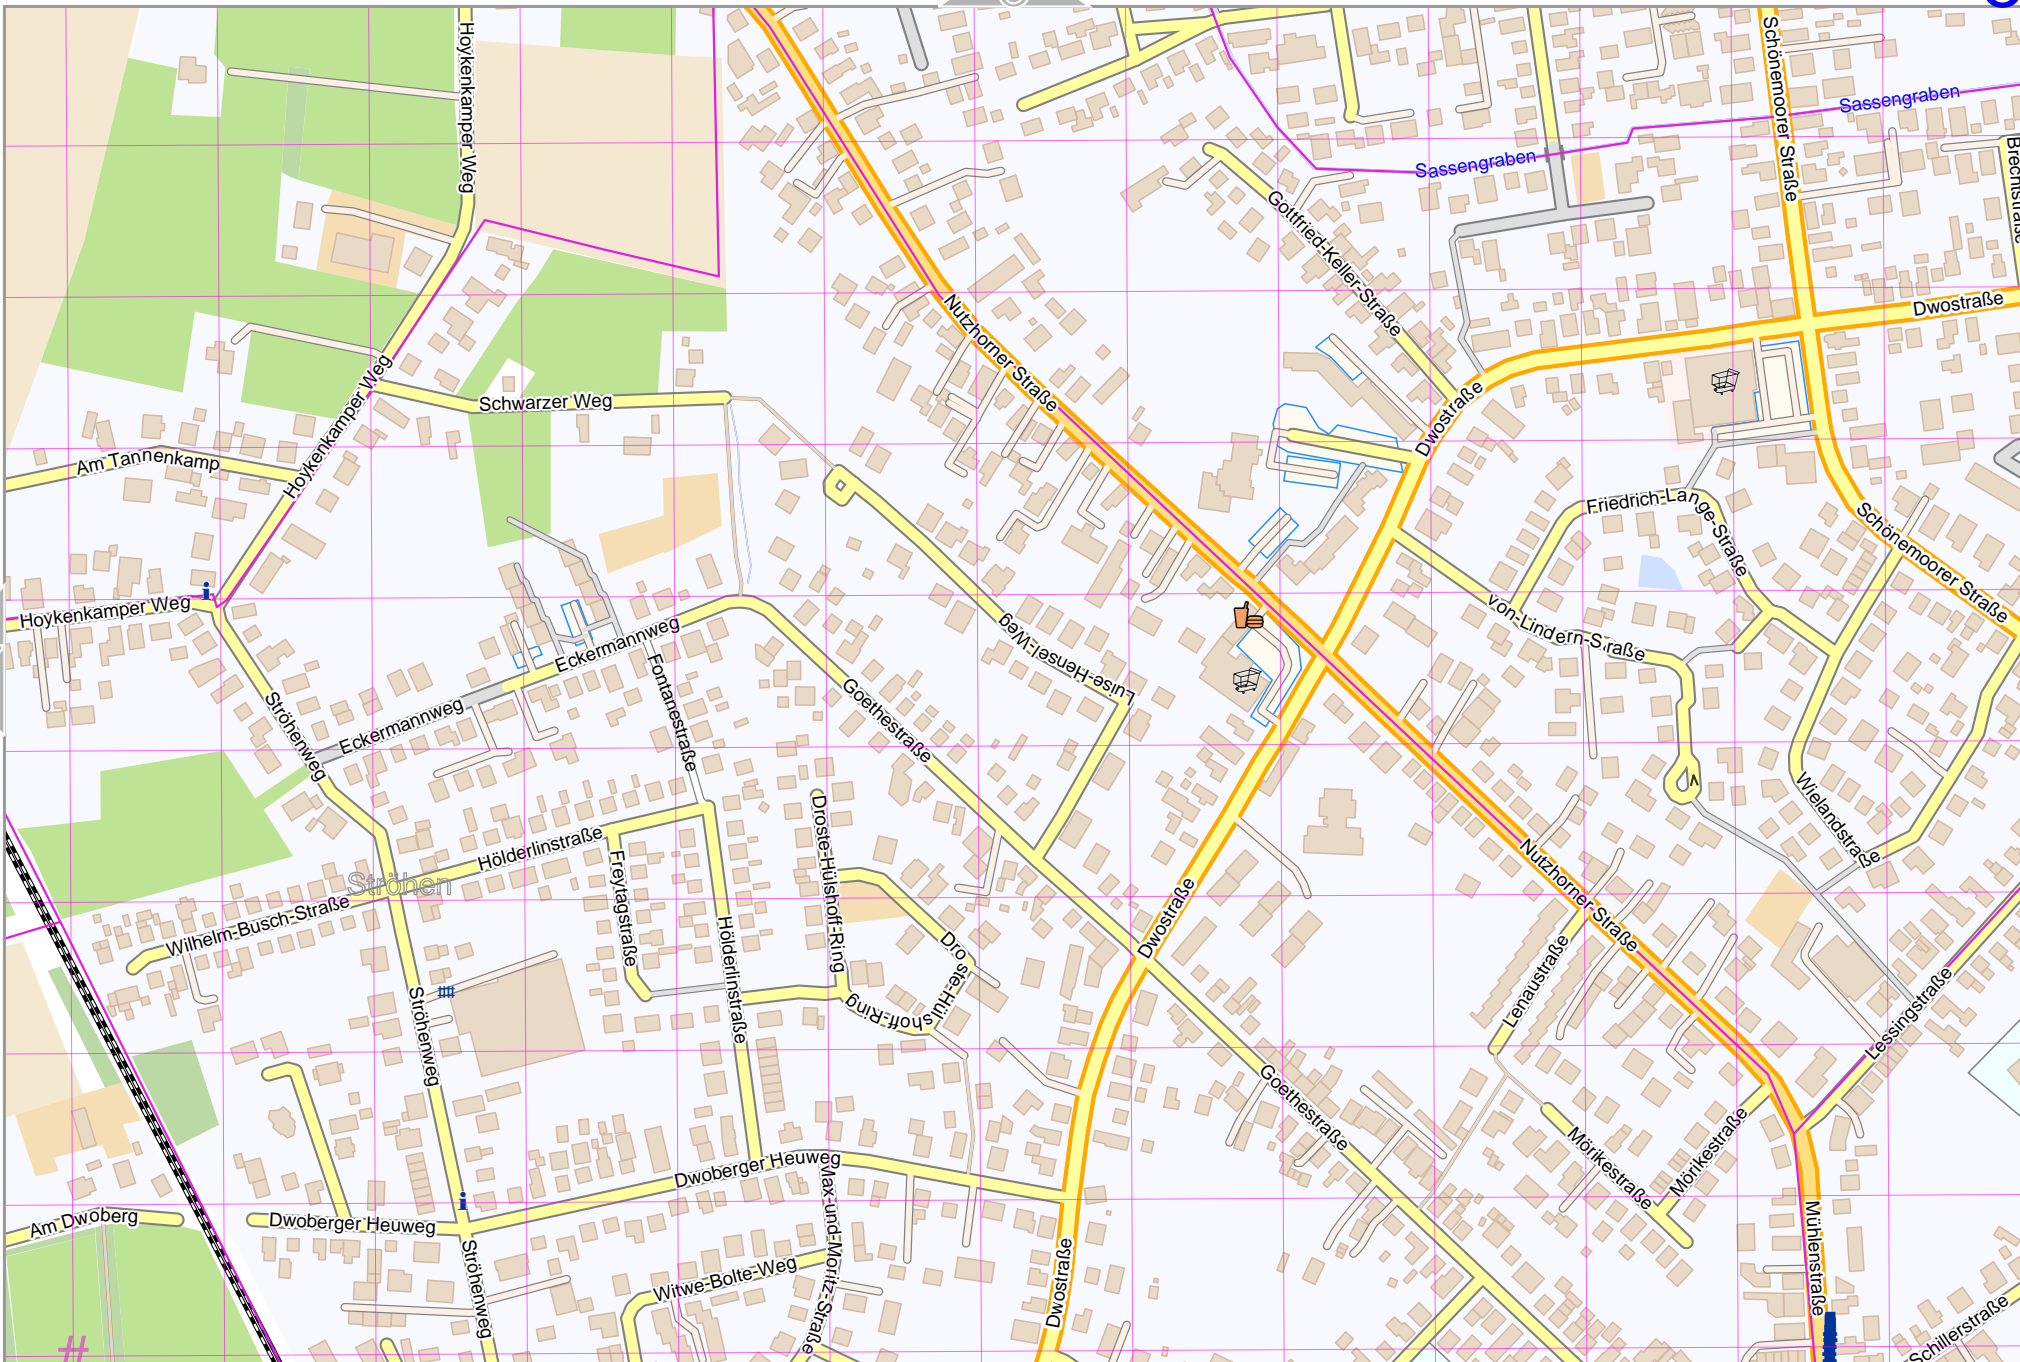 Hoykenkamper Weg
Schönemoorer Straße
Sassengraben
Sassengraben
Brechtstraße
Gottfried-Keller-Straße
Nutzhorner Straße
Dwostraße
Hoykenkamper Weg
Schwarzer Weg
Dwostraße
Am Tannenkamp
Friedrich-Lange-Straße
Schönemoorer Straße
Hoykenkamper Weg
von-Lindern-Straße
Luise-Hensel-Weg
Eckermannweg
Fontanestraße
Goethestraße
Ströhenweg
Eckermannweg
Wielandstraße
Droste-Hülshoff-Ring
Hölderlinstraße
Freytagstraße
Nutzhorner Straße
Ströhen
Wilhelm-Busch-Straße
Dwostraße
Hölderlinstraße
Droste-Hülshoff-Ring
Lenaustraße
Lessingstraße
Ströhenweg
Goethestraße
Mörikestraße
Mörikestraße
Dwoberger Heuweg
Max-und-Moritz-Straße
Am Dwoberg
Dwoberger Heuweg
Mühlenstraße
Ströhenweg
Witwe-Bolte-Weg
Dwostraße
Schillerstraße
#